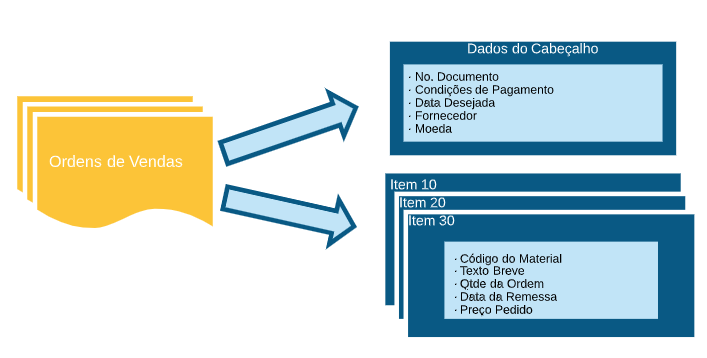 Dados do Cabeçalho
· No. Documento
· Condições de Pagamento
· Data Desejada
· Fornecedor
· Moeda
Ordens de Vendas
Item 10
Item 20
Item 30
· Código do Material
· Texto Breve
· Qtde da Ordem
· Data da Remessa
· Preço Pedido